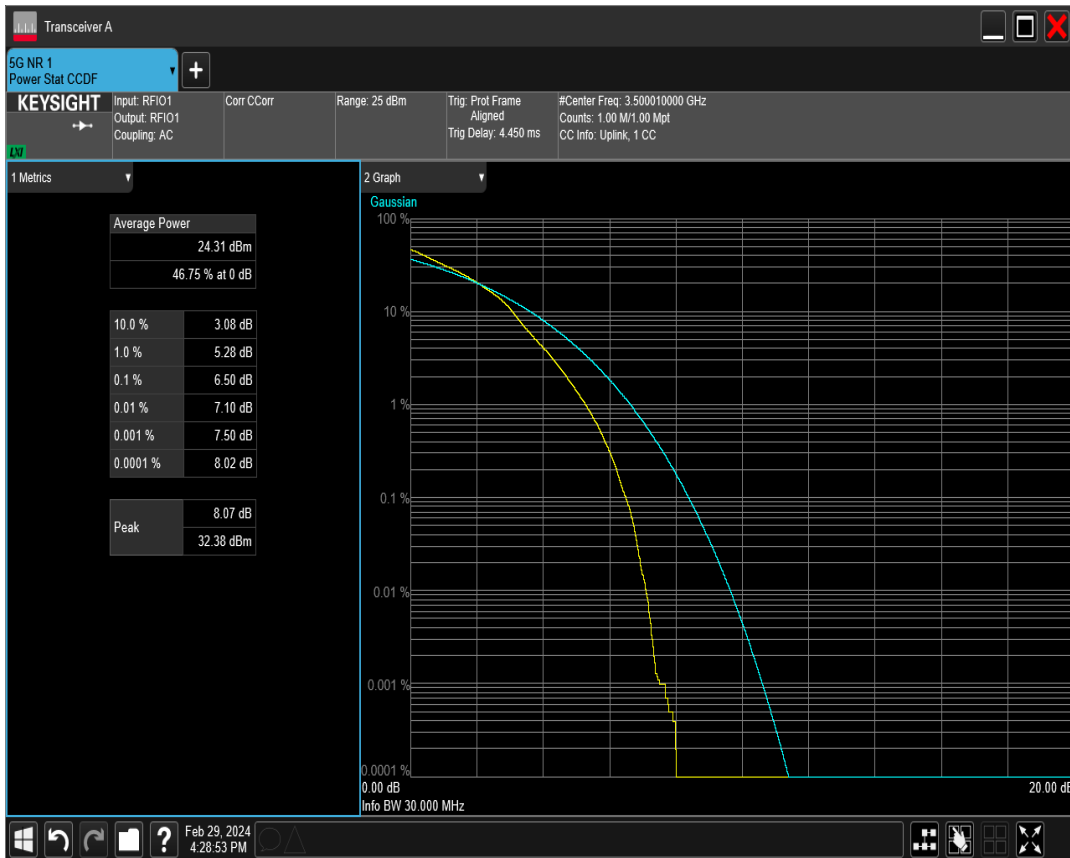 Transceiver A
5G NR 1
Power Stat CCDF
KEYSIGHT
LXI
Input: RFIO1
Output: RFIO1
Coupling: AC
Corr CCorr
Range: 25 dBm
Trig: Prot Frame
Aligned
Trig Delay: 4.450 ms
#Center Freq: 3.500010000 GHz
Counts: 1.00 M/1.00 Mpt
CC Info: Uplink, 1 CC
1 Metrics
Average Power
24.31 dBm
46.75 % at 0 dB
10.0 % 3.08 dB
1.0 % 5.28 dB
0.1 % 6.50 dB
0.01 % 7.10 dB
0.001 % 7.50 dB
0.0001 % 8.02 dB
Peak
8.07 dB
32.38 dBm
2 Graph
Gaussian
100 %
10 %
1 %
0.1 %
0.01 %
0.001 %
0.0001 %
0.00 dB 20.00 dB
Info BW 30.000 MHz
Feb 29, 2024
4:28:53 PM